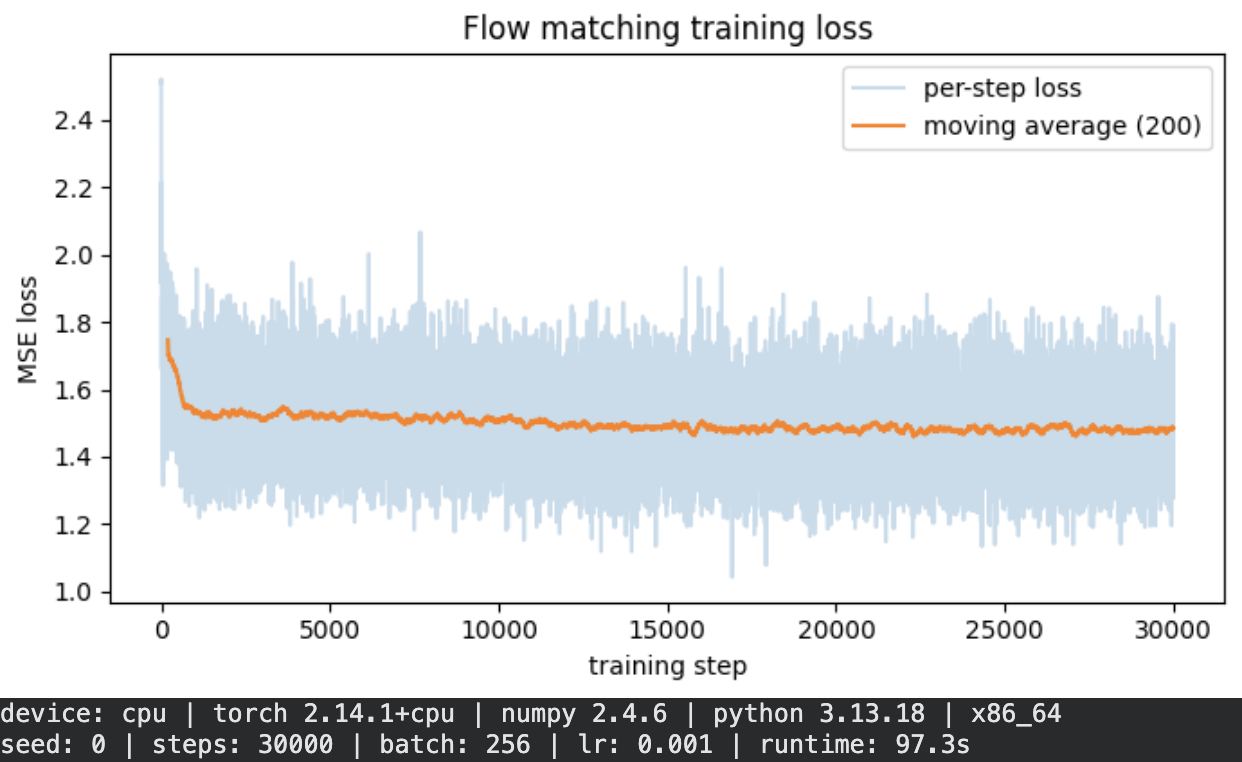 Flow matching training loss
per-step loss
moving average (200)
2.4
2.2
2.0
1.8
1.6
1.4
1.2
1.0
MSE loss
0 5000 10000 15000 20000 25000 30000
training step
device: cpu | torch 2.14.1+cpu | numpy 2.4.6 | python 3.13.18 | x86_64
seed: 0 | steps: 30000 | batch: 256 | lr: 0.001 | runtime: 97.3s